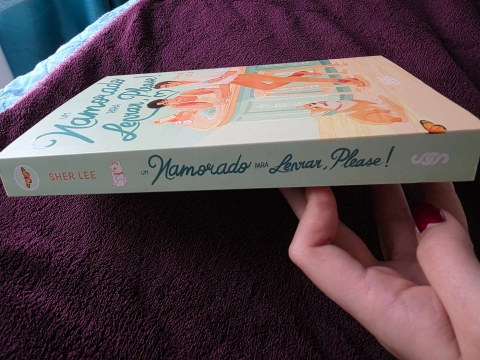 UM
Namorado
PARA
Levar, Please!
SHER LEE
UM Namorado PARA Levar, Please!